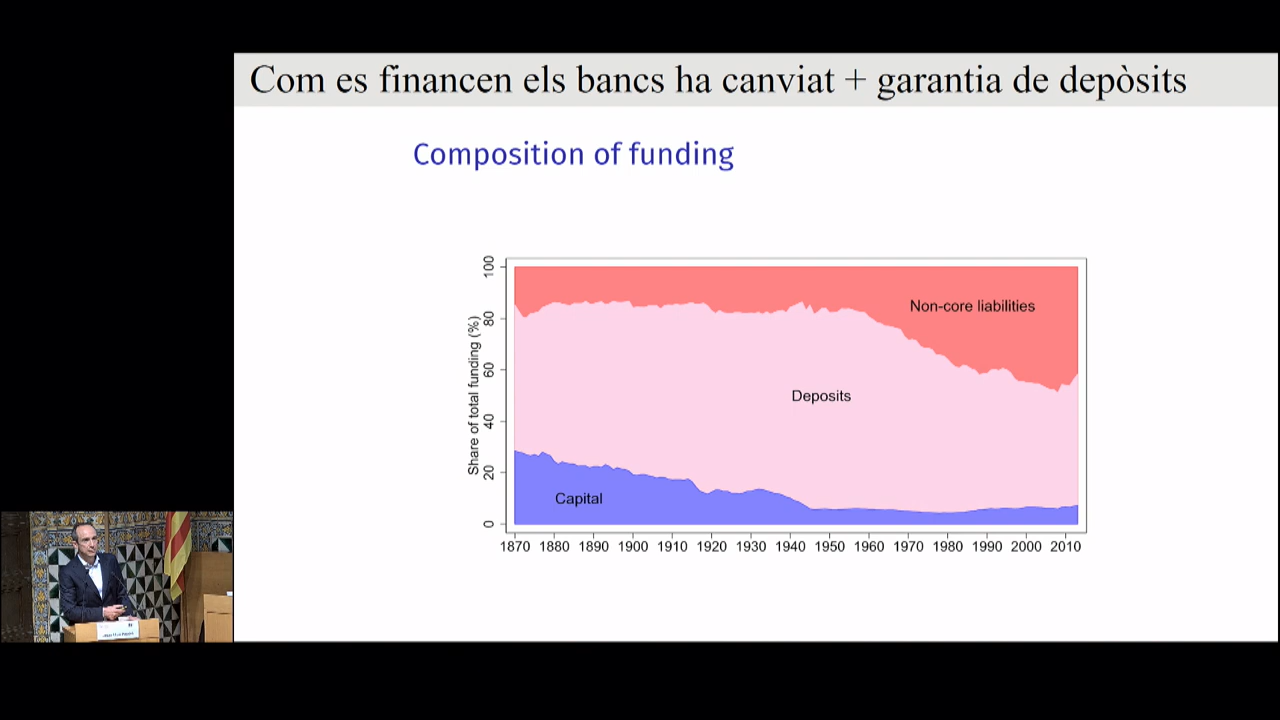 Com es financen els bancs ha canviat + garantia de depòsits
Composition of funding
Share of total funding (%)
100
80
60
40
20
0
Non-core liabilities
Deposits
Capital
1870 1880 1890 1900 1910 1920 1930 1940 1950 1960 1970 1980 1990 2000 2010